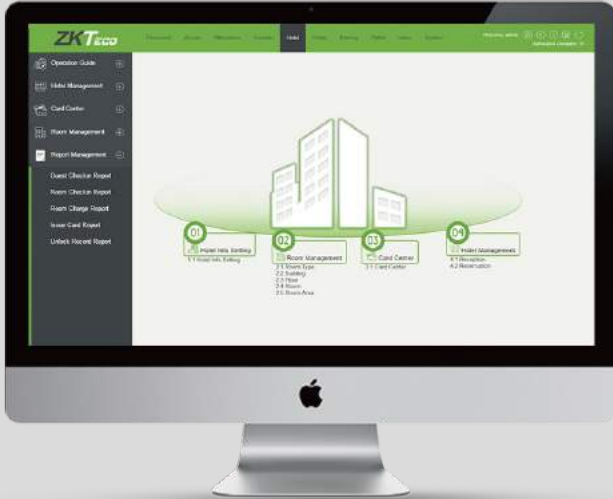 ZKTeco
Hotel
Operation Guide
Hotel Management
Card Center
Room Management
Report Management
Guest Checkin Report
Room Checkin Report
Room Charge Report
Issue Card Report
Unlock Record Report
01
Hotel Info Setting
1.1 Hotel Info Setting
02
Room Management
2.1 Room Type
2.2 Building
2.3 Floor
2.4 Room
2.5 Room Area
03
Card Center
3.1 Card Center
04
Hotel Management
4.1 Reception
4.2 Reservation